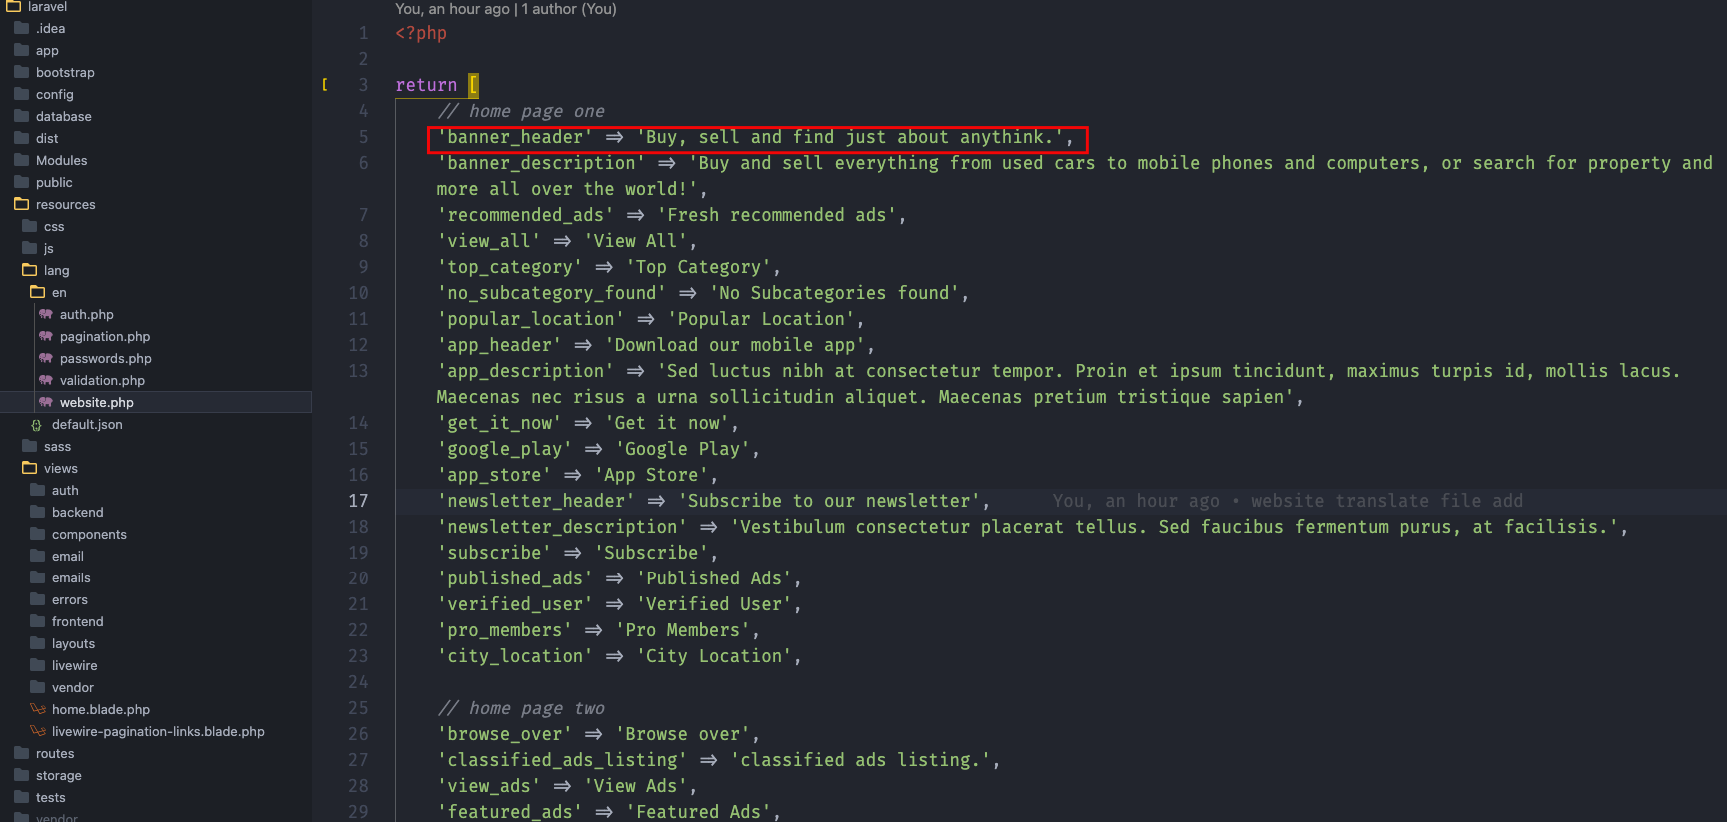 laravel
.idea
app
bootstrap
config
database
dist
Modules
public
resources
css
js
lang
en
auth.php
pagination.php
passwords.php
validation.php
website.php
default.json
sass
views
auth
backend
components
email
emails
errors
frontend
layouts
livewire
vendor
home.blade.php
livewire-pagination-links.blade.php
routes
storage
tests
vendor
You, an hour ago | 1 author (You)
1 <?php
2
[ 3 return [
4 // home page one
5 'banner_header' => 'Buy, sell and find just about anythink.',
6 'banner_description' => 'Buy and sell everything from used cars to mobile phones and computers, or search for property and
more all over the world!',
7 'recommended_ads' => 'Fresh recommended ads',
8 'view_all' => 'View All',
9 'top_category' => 'Top Category',
10 'no_subcategory_found' => 'No Subcategories found',
11 'popular_location' => 'Popular Location',
12 'app_header' => 'Download our mobile app',
13 'app_description' => 'Sed luctus nibh at consectetur tempor. Proin et ipsum tincidunt, maximus turpis id, mollis lacus.
Maecenas nec risus a urna sollicitudin aliquet. Maecenas pretium tristique sapien',
14 'get_it_now' => 'Get it now',
15 'google_play' => 'Google Play',
16 'app_store' => 'App Store',
17 'newsletter_header' => 'Subscribe to our newsletter', You, an hour ago • website translate file add
18 'newsletter_description' => 'Vestibulum consectetur placerat tellus. Sed faucibus fermentum purus, at facilisis.',
19 'subscribe' => 'Subscribe',
20 'published_ads' => 'Published Ads',
21 'verified_user' => 'Verified User',
22 'pro_members' => 'Pro Members',
23 'city_location' => 'City Location',
24
25 // home page two
26 'browse_over' => 'Browse over',
27 'classified_ads_listing' => 'classified ads listing.',
28 'view_ads' => 'View Ads',
29 'featured_ads' => 'Featured Ads',